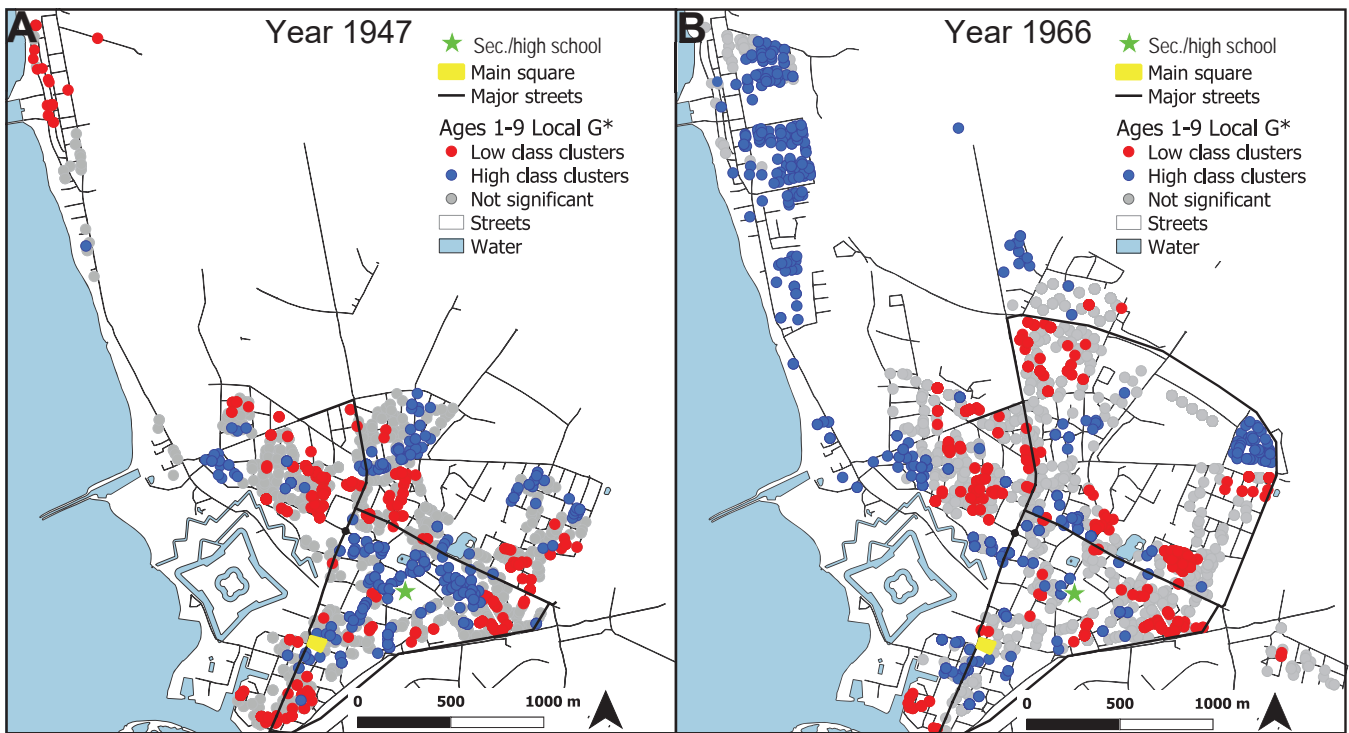 A
Year 1947
Sec./high school
Main square
Major streets
Ages 1-9 Local G*
Low class clusters
High class clusters
Not significant
Streets
Water
0 500 1000 m
B
Year 1966
Sec./high school
Main square
Major streets
Ages 1-9 Local G*
Low class clusters
High class clusters
Not significant
Streets
Water
0 500 1000 m